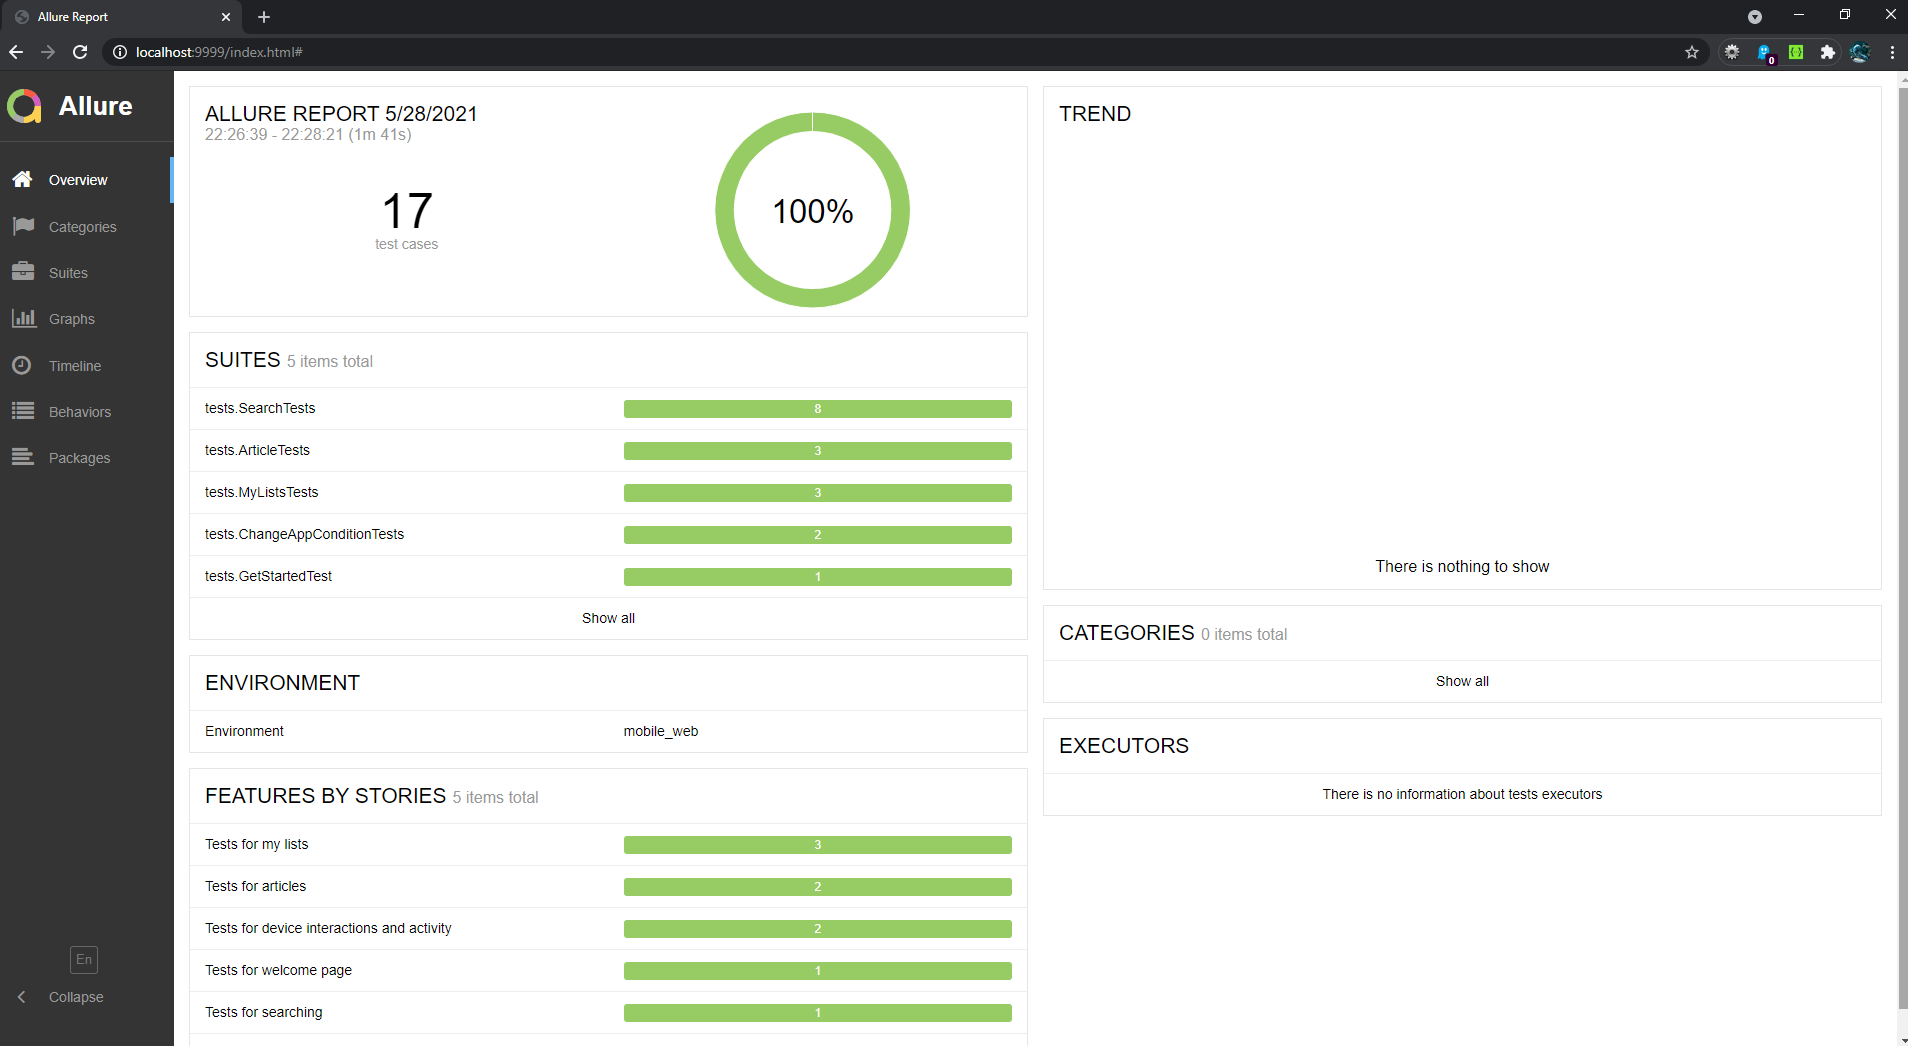 Allure Report
localhost:9999/index.html#
0
Allure
Overview
Categories
Suites
Graphs
Timeline
Behaviors
Packages
En
Collapse
ALLURE REPORT 5/28/2021
22:26:39 - 22:28:21 (1m 41s)
17
test cases
100%
SUITES 5 items total
tests.SearchTests 8
tests.ArticleTests 3
tests.MyListsTests 3
tests.ChangeAppConditionTests 2
tests.GetStartedTest 1
Show all
ENVIRONMENT
Environment mobile_web
FEATURES BY STORIES 5 items total
Tests for my lists 3
Tests for articles 2
Tests for device interactions and activity 2
Tests for welcome page 1
Tests for searching 1
TREND
There is nothing to show
CATEGORIES 0 items total
Show all
EXECUTORS
There is no information about tests executors